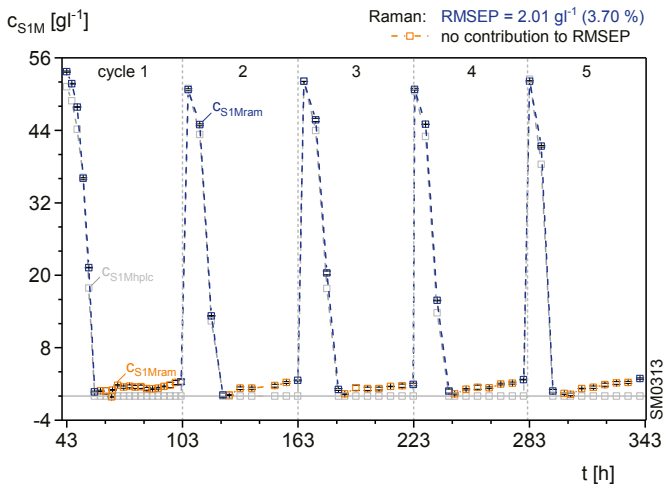 c_S1M [gl⁻¹]
Raman: RMSEP = 2.01 gl⁻¹ (3.70 %)
no contribution to RMSEP
56
44
32
20
8
-4
cycle 1 2 3 4 5
c_S1Mram
c_S1Mhplc
c_S1Mram
SM0313
43 103 163 223 283 343
t [h]